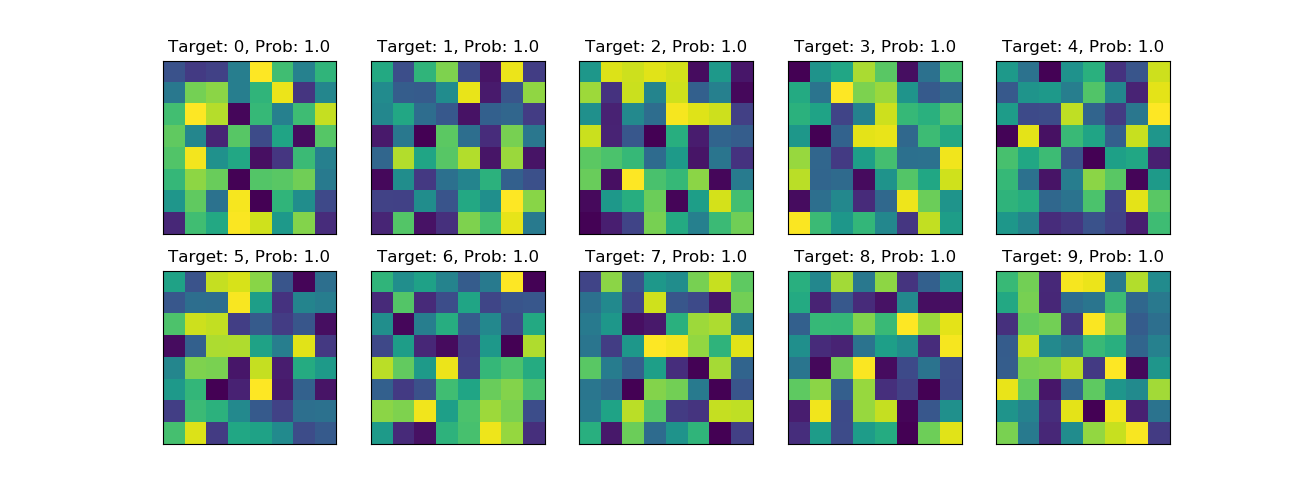 Target: 0, Prob: 1.0
Target: 1, Prob: 1.0
Target: 2, Prob: 1.0
Target: 3, Prob: 1.0
Target: 4, Prob: 1.0
Target: 5, Prob: 1.0
Target: 6, Prob: 1.0
Target: 7, Prob: 1.0
Target: 8, Prob: 1.0
Target: 9, Prob: 1.0